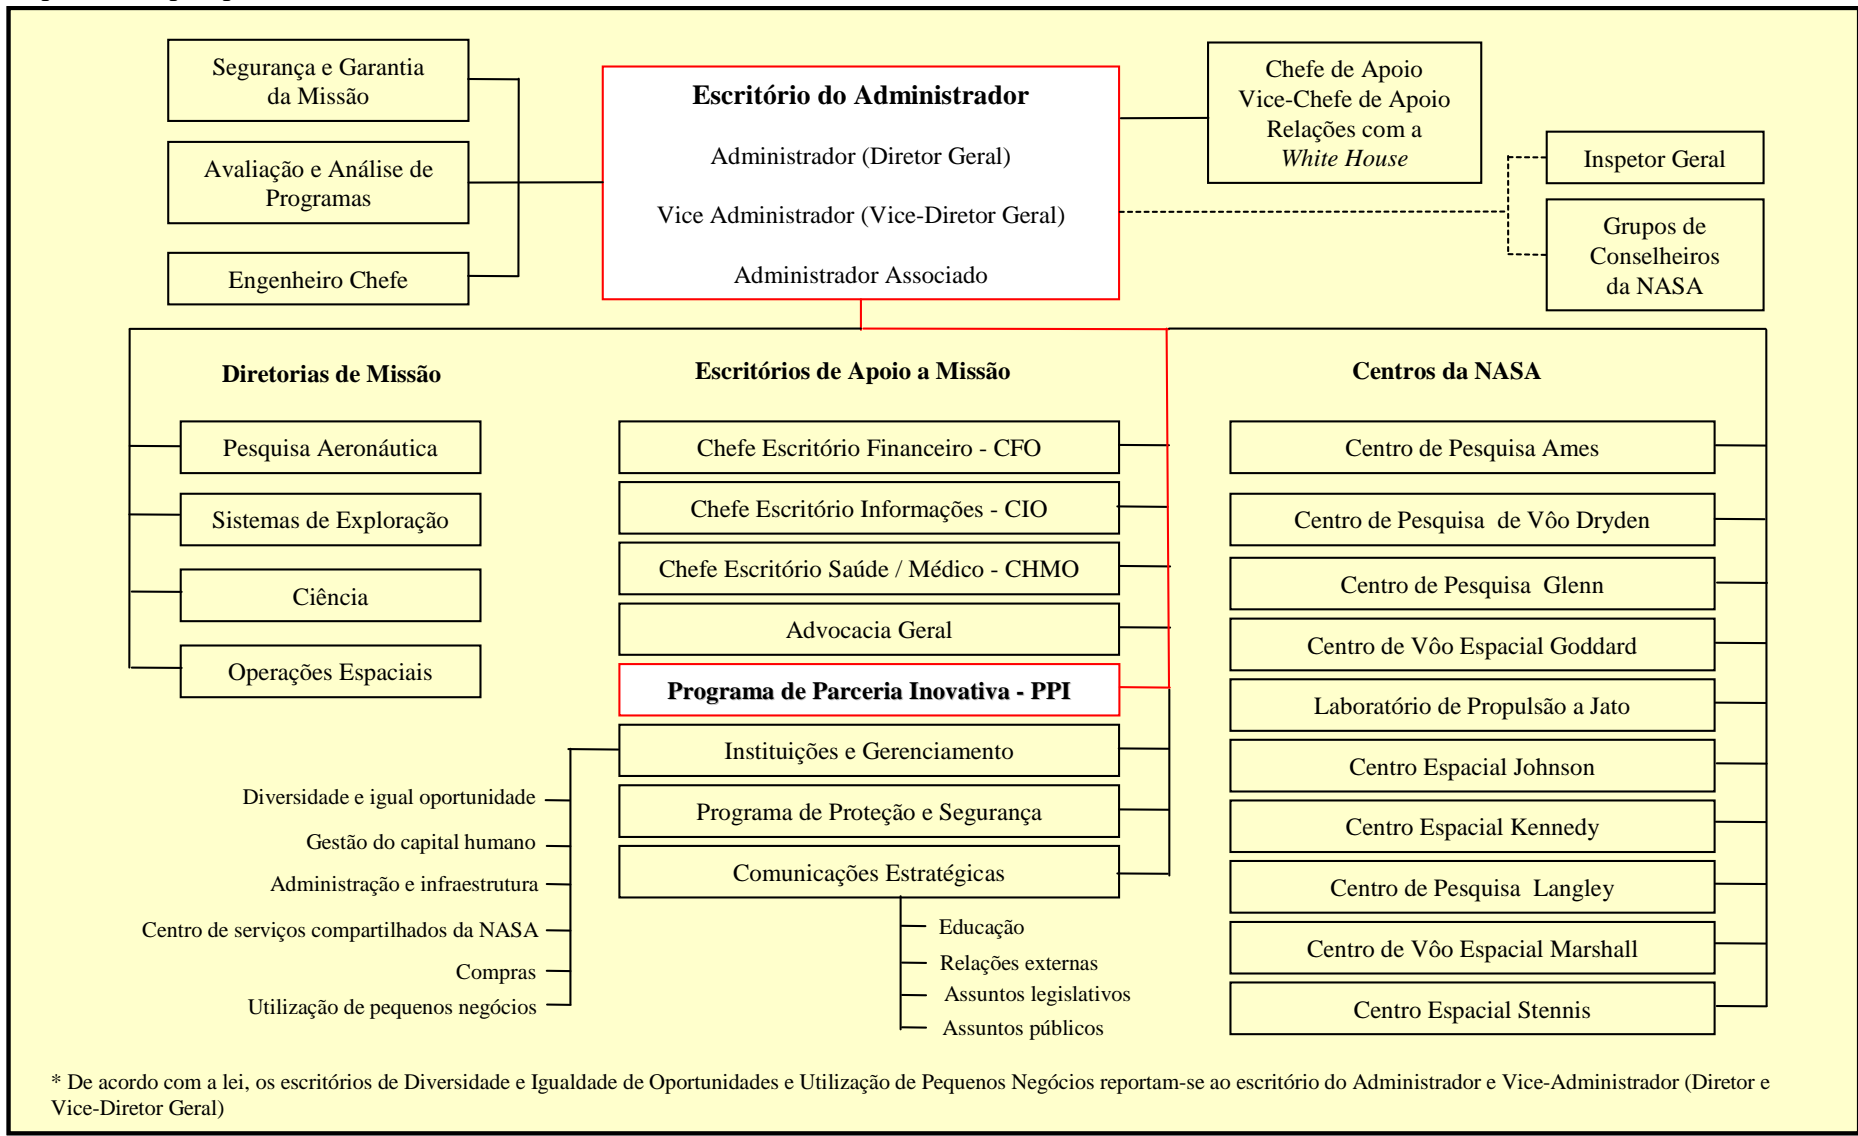 Segurança e Garantia
da Missão
Avaliação e Análise de
Programas
Engenheiro Chefe
Escritório do Administrador
Administrador (Diretor Geral)
Vice Administrador (Vice-Diretor Geral)
Administrador Associado
Chefe de Apoio
Vice-Chefe de Apoio
Relações com a
White House
Inspetor Geral
Grupos de
Conselheiros
da NASA
Diretorias de Missão
Pesquisa Aeronáutica
Sistemas de Exploração
Ciência
Operações Espaciais
Escritórios de Apoio a Missão
Chefe Escritório Financeiro - CFO
Chefe Escritório Informações - CIO
Chefe Escritório Saúde / Médico - CHMO
Advocacia Geral
Programa de Parceria Inovativa - PPI
Instituições e Gerenciamento
Programa de Proteção e Segurança
Comunicações Estratégicas
Diversidade e igual oportunidade
Gestão do capital humano
Administração e infraestrutura
Centro de serviços compartilhados da NASA
Compras
Utilização de pequenos negócios
Educação
Relações externas
Assuntos legislativos
Assuntos públicos
Centros da NASA
Centro de Pesquisa Ames
Centro de Pesquisa de Vôo Dryden
Centro de Pesquisa Glenn
Centro de Vôo Espacial Goddard
Laboratório de Propulsão a Jato
Centro Espacial Johnson
Centro Espacial Kennedy
Centro de Pesquisa Langley
Centro de Vôo Espacial Marshall
Centro Espacial Stennis
* De acordo com a lei, os escritórios de Diversidade e Igualdade de Oportunidades e Utilização de Pequenos Negócios reportam-se ao escritório do Administrador e Vice-Administrador (Diretor e
Vice-Diretor Geral)